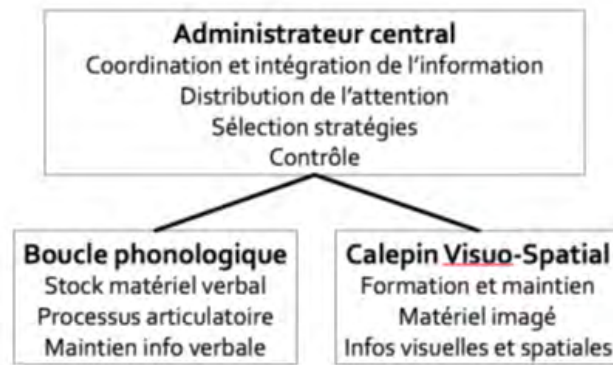 Administrateur central
Coordination et intégration de l'information
Distribution de l'attention
Sélection stratégies
Contrôle
Boucle phonologique
Stock matériel verbal
Processus articulatoire
Maintien info verbale
Calepin Visuo-Spatial
Formation et maintien
Matériel imagé
Infos visuelles et spatiales